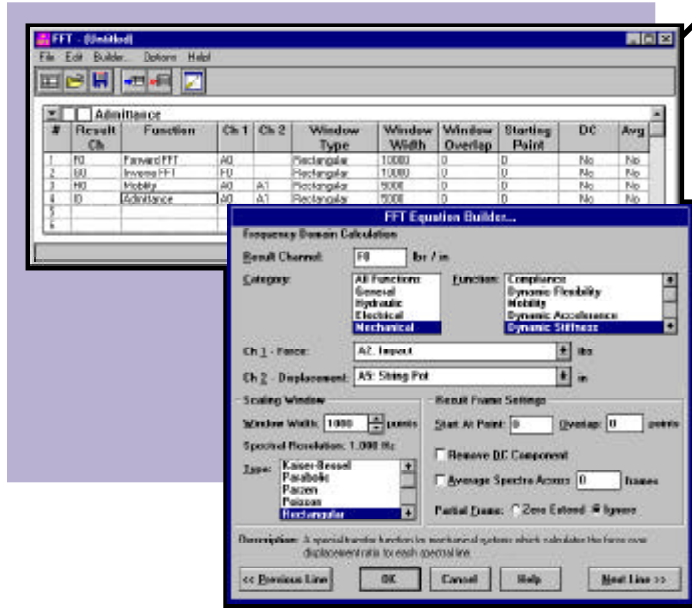 FFT - (Untitled)
File Edit Builder... Options Help!
Admittance
# Result Ch Function Ch 1 Ch 2 Window Type Window Width Window Overlap Starting Point DC Avg
1 F0 Forward FFT A0 Rectangular 10000 0 0 No No
2 G0 Inverse FFT F0 Rectangular 10000 0 0 No No
3 H0 Mobility A0 A1 Rectangular 5000 0 0 No No
4 I0 Admittance A0 A1 Rectangular 5000 0 0 No No
5
6
FFT Equation Builder...
Frequency Domain Calculation
Result Channel: F0 lbs / in
Category: All Functions
General
Hydraulic
Electrical
Mechanical
Function: Compliance
Dynamic Flexibility
Mobility
Dynamic Accelerance
Dynamic Stiffness
Ch 1 - Force: A2: Impact lbs
Ch 2 - Displacement: A5: String Pot in
Scaling Window
Window Width: 1000 points
Spectral Resolution: 1.000 Hz
Type: Kaiser-Bessel
Parabolic
Parzen
Poisson
Rectangular
Result Frame Settings
Start At Point: 0 Overlap: 0 points
Remove DC Component
Average Spectra Across 0 frames
Partial Frame: Zero Extend Ignore
Description: A special transfer function for mechanical systems which calculates the force over
displacement ratio for each spectral line.
<< Previous Line OK Cancel Help Next Line >>